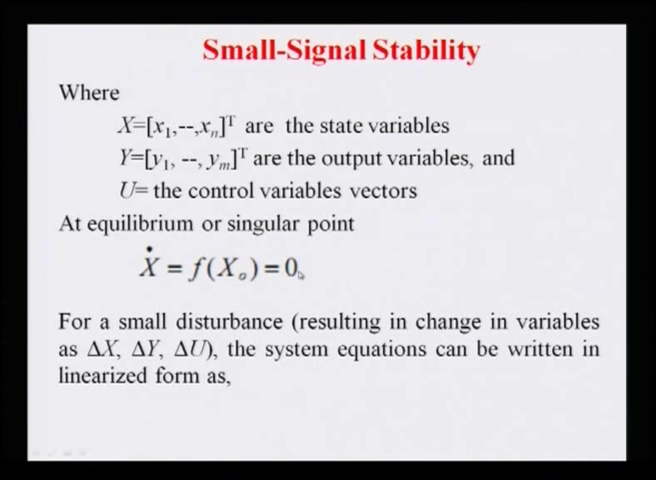 Small-Signal Stability
Where
X=[x₁,--,xₙ]ᵀ are the state variables
Y=[y₁, --, yₘ]ᵀ are the output variables, and
U= the control variables vectors
At equilibrium or singular point
Ẋ = f(Xₒ) = 0
For a small disturbance (resulting in change in variables
as ΔX, ΔY, ΔU), the system equations can be written in
linearized form as,